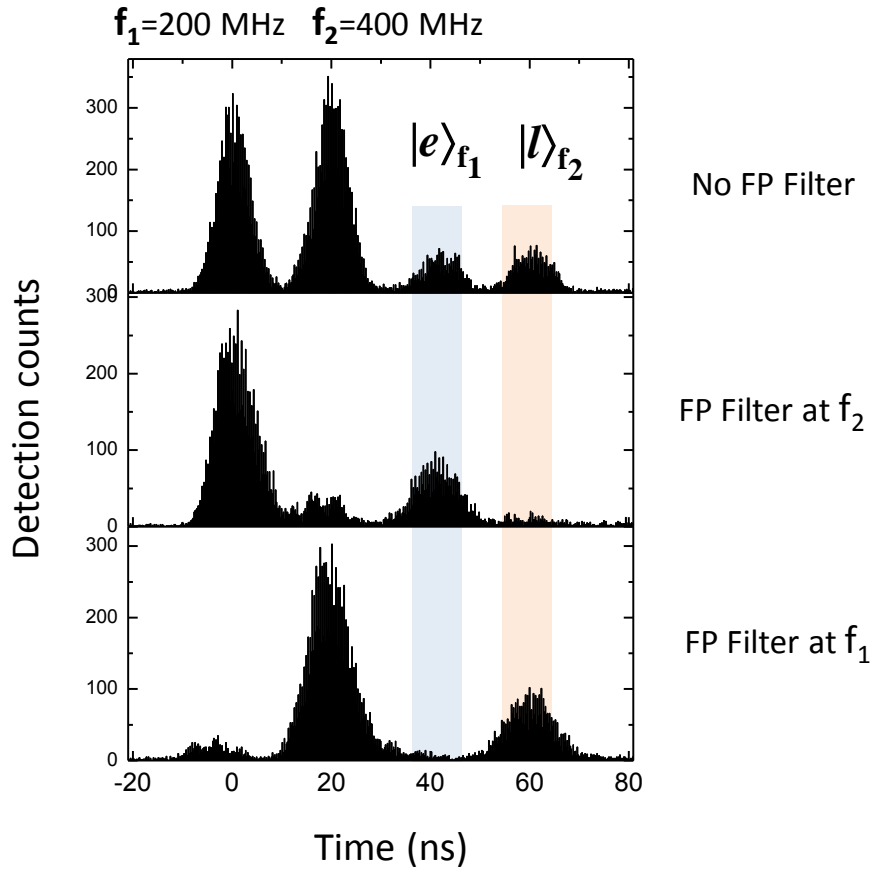 f₁=200 MHz f₂=400 MHz
300
200
100
0
|e⟩f₁
|l⟩f₂
No FP Filter
300
200
100
0
FP Filter at f₂
300
200
100
0
FP Filter at f₁
Detection counts
-20 0 20 40 60 80
Time (ns)